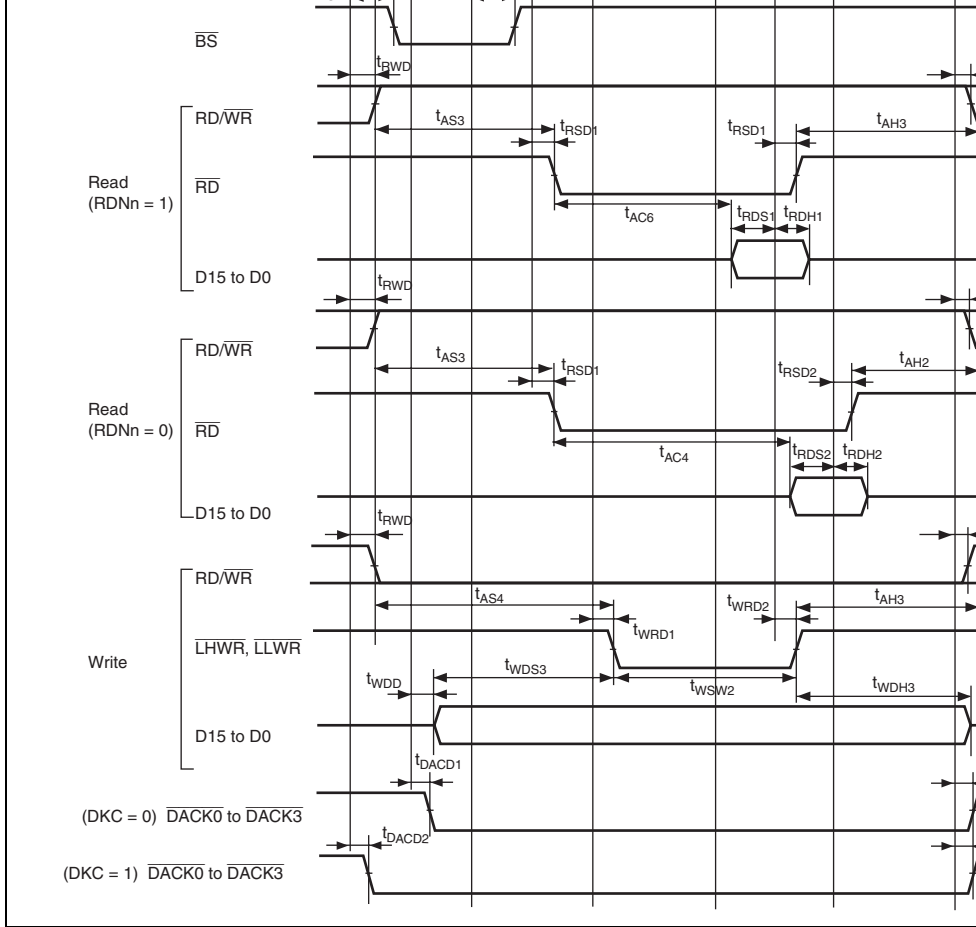 BS
tRWD
RD/WR
tAS3
tRSD1
tRSD1
tAH3
Read
(RDNn = 1)
RD
tAC6
tRDS1
tRDH1
D15 to D0
tRWD
RD/WR
tAS3
tRSD1
tRSD2
tAH2
Read
(RDNn = 0)
RD
tAC4
tRDS2
tRDH2
D15 to D0
tRWD
RD/WR
tAS4
tWRD2
tAH3
tWRD1
LHWR, LLWR
Write
tWDD
tWDS3
tWSW2
tWDH3
D15 to D0
tDACD1
(DKC = 0) DACK0 to DACK3
tDACD2
(DKC = 1) DACK0 to DACK3